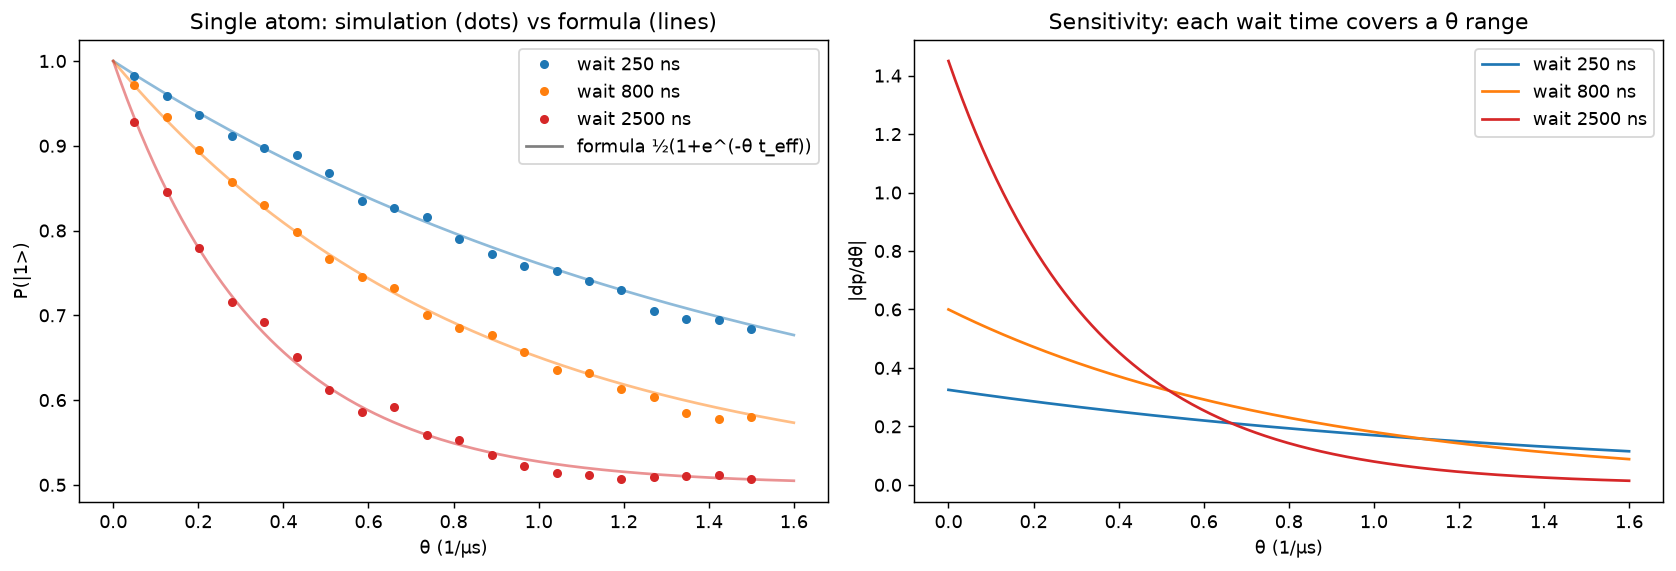 Single atom: simulation (dots) vs formula (lines)
1.0
0.9
0.8
0.7
0.6
0.5
P(|1>)
wait 250 ns
wait 800 ns
wait 2500 ns
formula ½(1+e^(-θ t_eff))
0.0 0.2 0.4 0.6 0.8 1.0 1.2 1.4 1.6
θ (1/μs)
Sensitivity: each wait time covers a θ range
1.4
1.2
1.0
0.8
0.6
0.4
0.2
0.0
|dp/dθ|
wait 250 ns
wait 800 ns
wait 2500 ns
0.0 0.2 0.4 0.6 0.8 1.0 1.2 1.4 1.6
θ (1/μs)